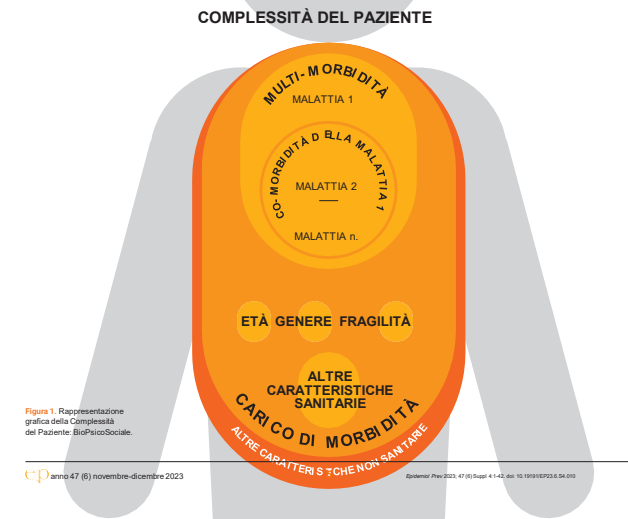 COMPLESSITÀ DEL PAZIENTE
MULTI-MORBIDITÀ
MALATTIA 1
CO-MORBIDITÀ DELLA MALATTIA 1
MALATTIA 2
MALATTIA n.
ETÀ GENERE FRAGILITÀ
ALTRE
CARATTERISTICHE
SANITARIE
CARICO DI MORBIDITÀ
ALTRE CARATTERISTICHE NON SANITARIE
Figura 1. Rappresentazione
grafica della Complessità
del Paziente: BioPsicoSociale.
ep anno 47 (6) novembre-dicembre 2023
Epidemiol Prev 2023; 47 (6) Suppl 4:1-42. doi: 10.19191/EP23.6.S4.010